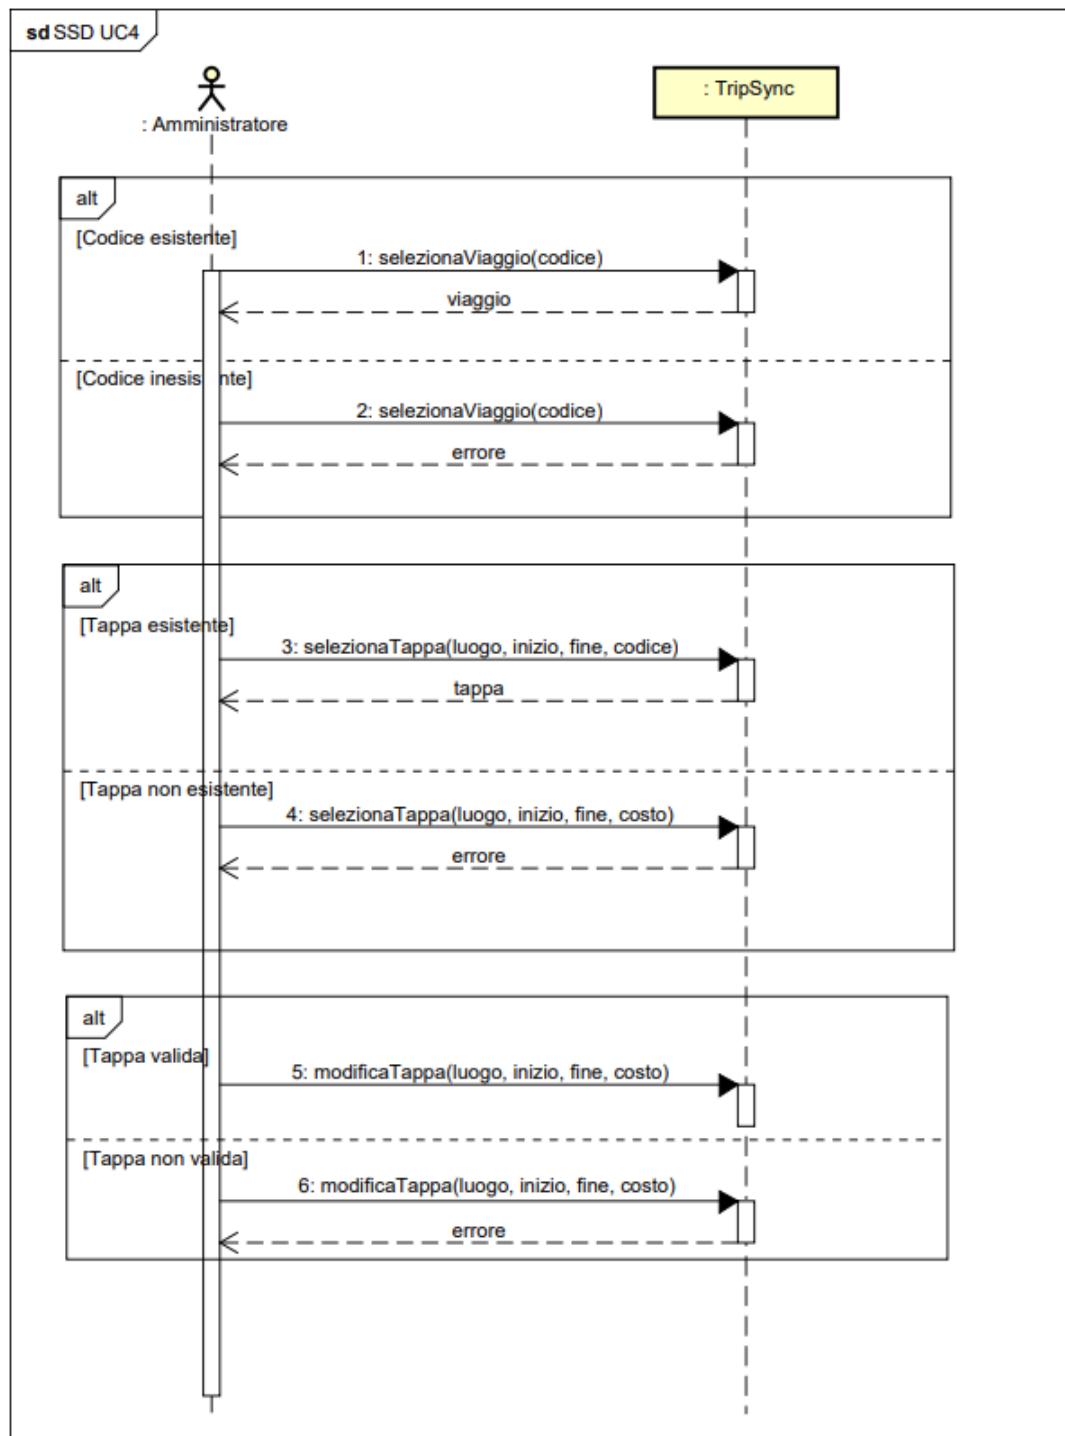 sd SSD UC4
: Amministratore
: TripSync
alt
[Codice esistente]
1: selezionaViaggio(codice)
viaggio
[Codice inesistente]
2: selezionaViaggio(codice)
errore
alt
[Tappa esistente]
3: selezionaTappa(luogo, inizio, fine, codice)
tappa
[Tappa non esistente]
4: selezionaTappa(luogo, inizio, fine, costo)
errore
alt
[Tappa valida]
5: modificaTappa(luogo, inizio, fine, costo)
[Tappa non valida]
6: modificaTappa(luogo, inizio, fine, costo)
errore